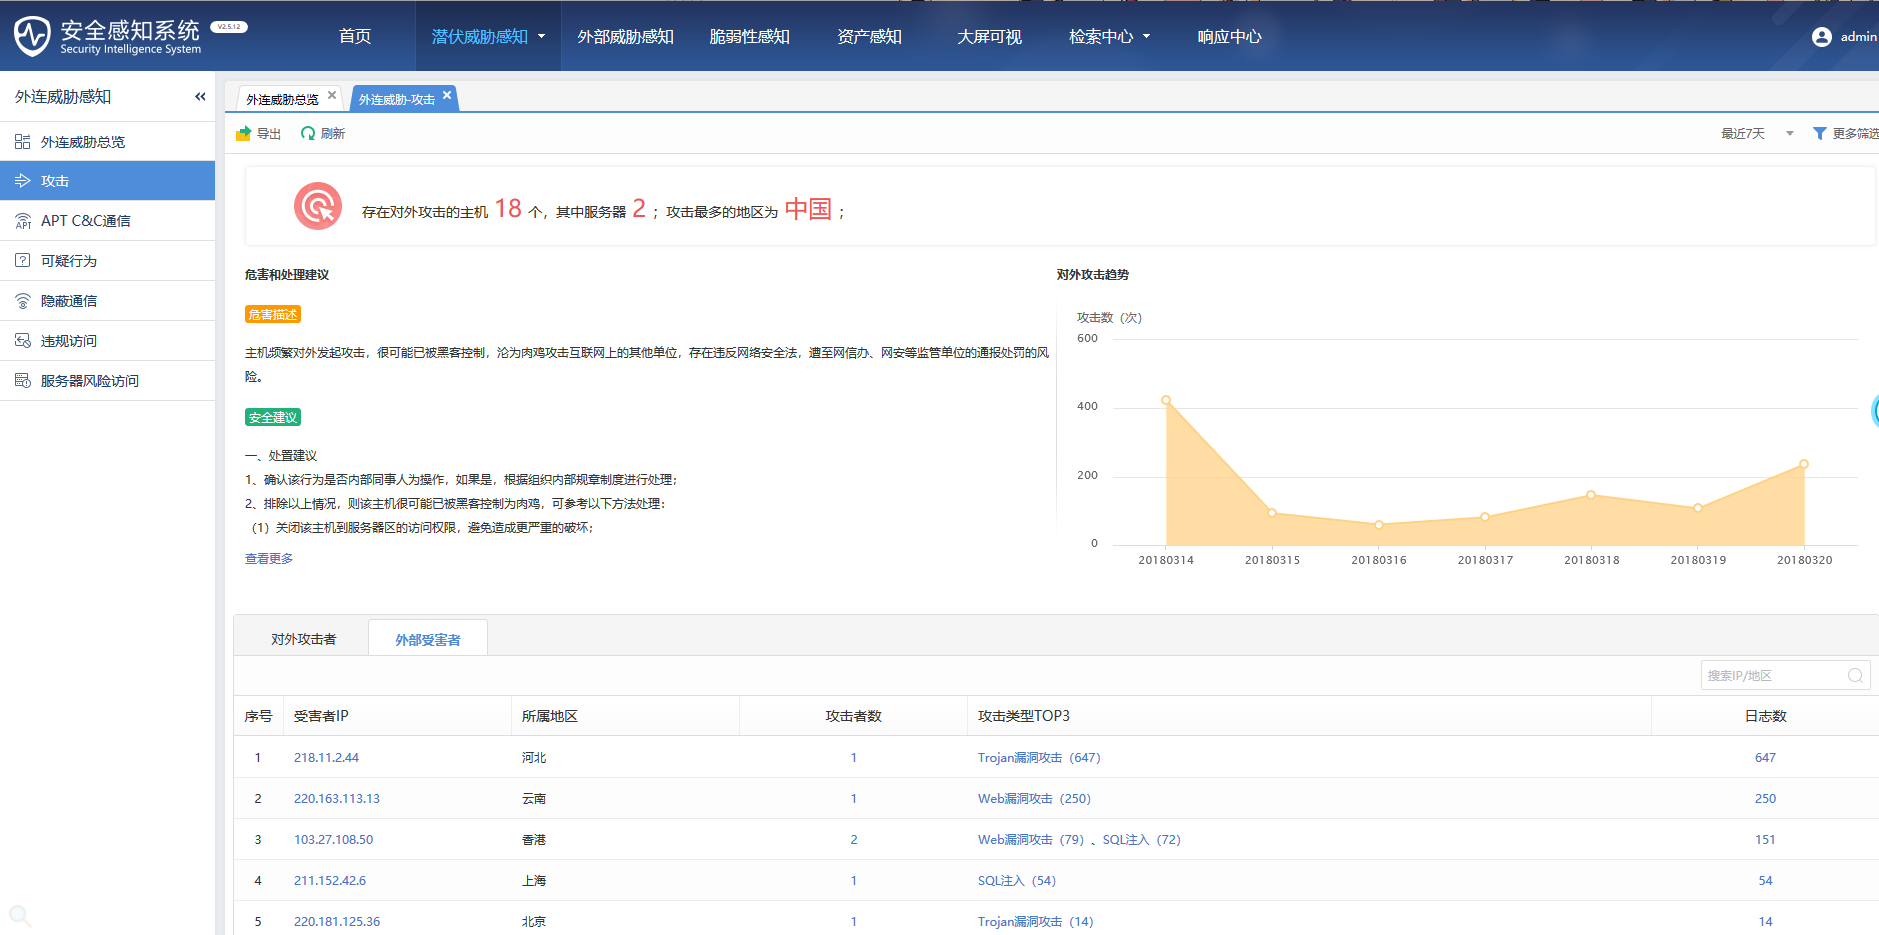 安全感知系统 V2.5.12
Security Intelligence System
首页 潜伏威胁感知 外部威胁感知 脆弱性感知 资产感知 大屏可视 检索中心 响应中心 admin
外连威胁感知
外连威胁总览
攻击
APT C&C通信
可疑行为
隐蔽通信
违规访问
服务器风险访问
外连威胁总览 外连威胁-攻击
导出 刷新 最近7天 更多筛选
存在对外攻击的主机 18 个，其中服务器 2 ；攻击最多的地区为 中国 ；
危害和处理建议
危害描述
主机频繁对外发起攻击，很可能已被黑客控制，沦为肉鸡攻击互联网上的其他单位，存在违反网络安全法，遭至网信办、网安等监管单位的通报处罚的风
险。
安全建议
一、处置建议
1、确认该行为是否内部同事人为操作，如果是，根据组织内部规章制度进行处理；
2、排除以上情况，则该主机很可能已被黑客控制为肉鸡，可参考以下方法处理：
（1）关闭该主机到服务器区的访问权限，避免造成更严重的破坏；
查看更多
对外攻击趋势
攻击数（次）
600
400
200
0
20180314 20180315 20180316 20180317 20180318 20180319 20180320
对外攻击者 外部受害者
搜索IP/地区
序号 受害者IP 所属地区 攻击者数 攻击类型TOP3 日志数
1 218.11.2.44 河北 1 Trojan漏洞攻击（647） 647
2 220.163.113.13 云南 1 Web漏洞攻击（250） 250
3 103.27.108.50 香港 2 Web漏洞攻击（79）、SQL注入（72） 151
4 211.152.42.6 上海 1 SQL注入（54） 54
5 220.181.125.36 北京 1 Trojan漏洞攻击（14） 14